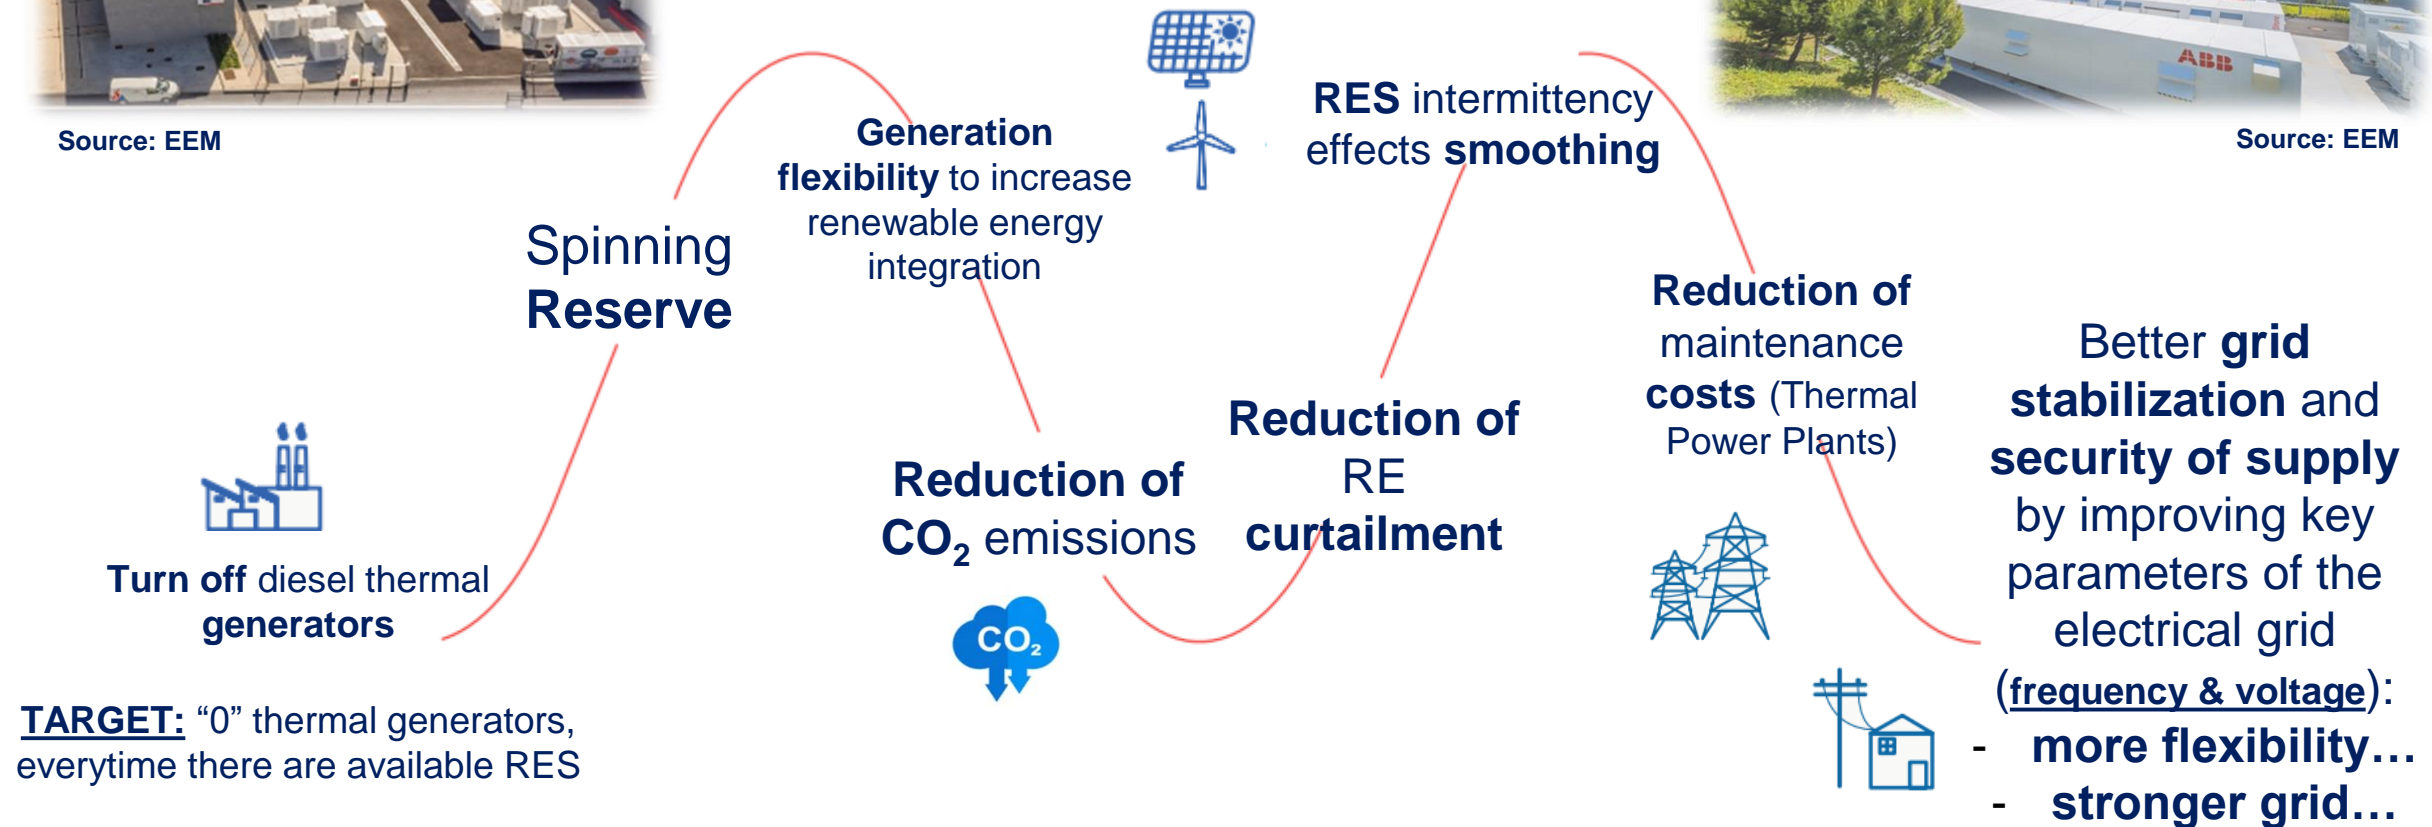 Source: EEM
ABB
Source: EEM
Turn off diesel thermal
generators
TARGET: “0” thermal generators,
everytime there are available RES
Spinning
Reserve
Generation
flexibility to increase
renewable energy
integration
Reduction of
CO₂ emissions
CO₂
Reduction of
RE
curtailment
RES intermittency
effects smoothing
Reduction of
maintenance
costs (Thermal
Power Plants)
Better grid
stabilization and
security of supply
by improving key
parameters of the
electrical grid
(frequency & voltage):
- more flexibility…
- stronger grid…